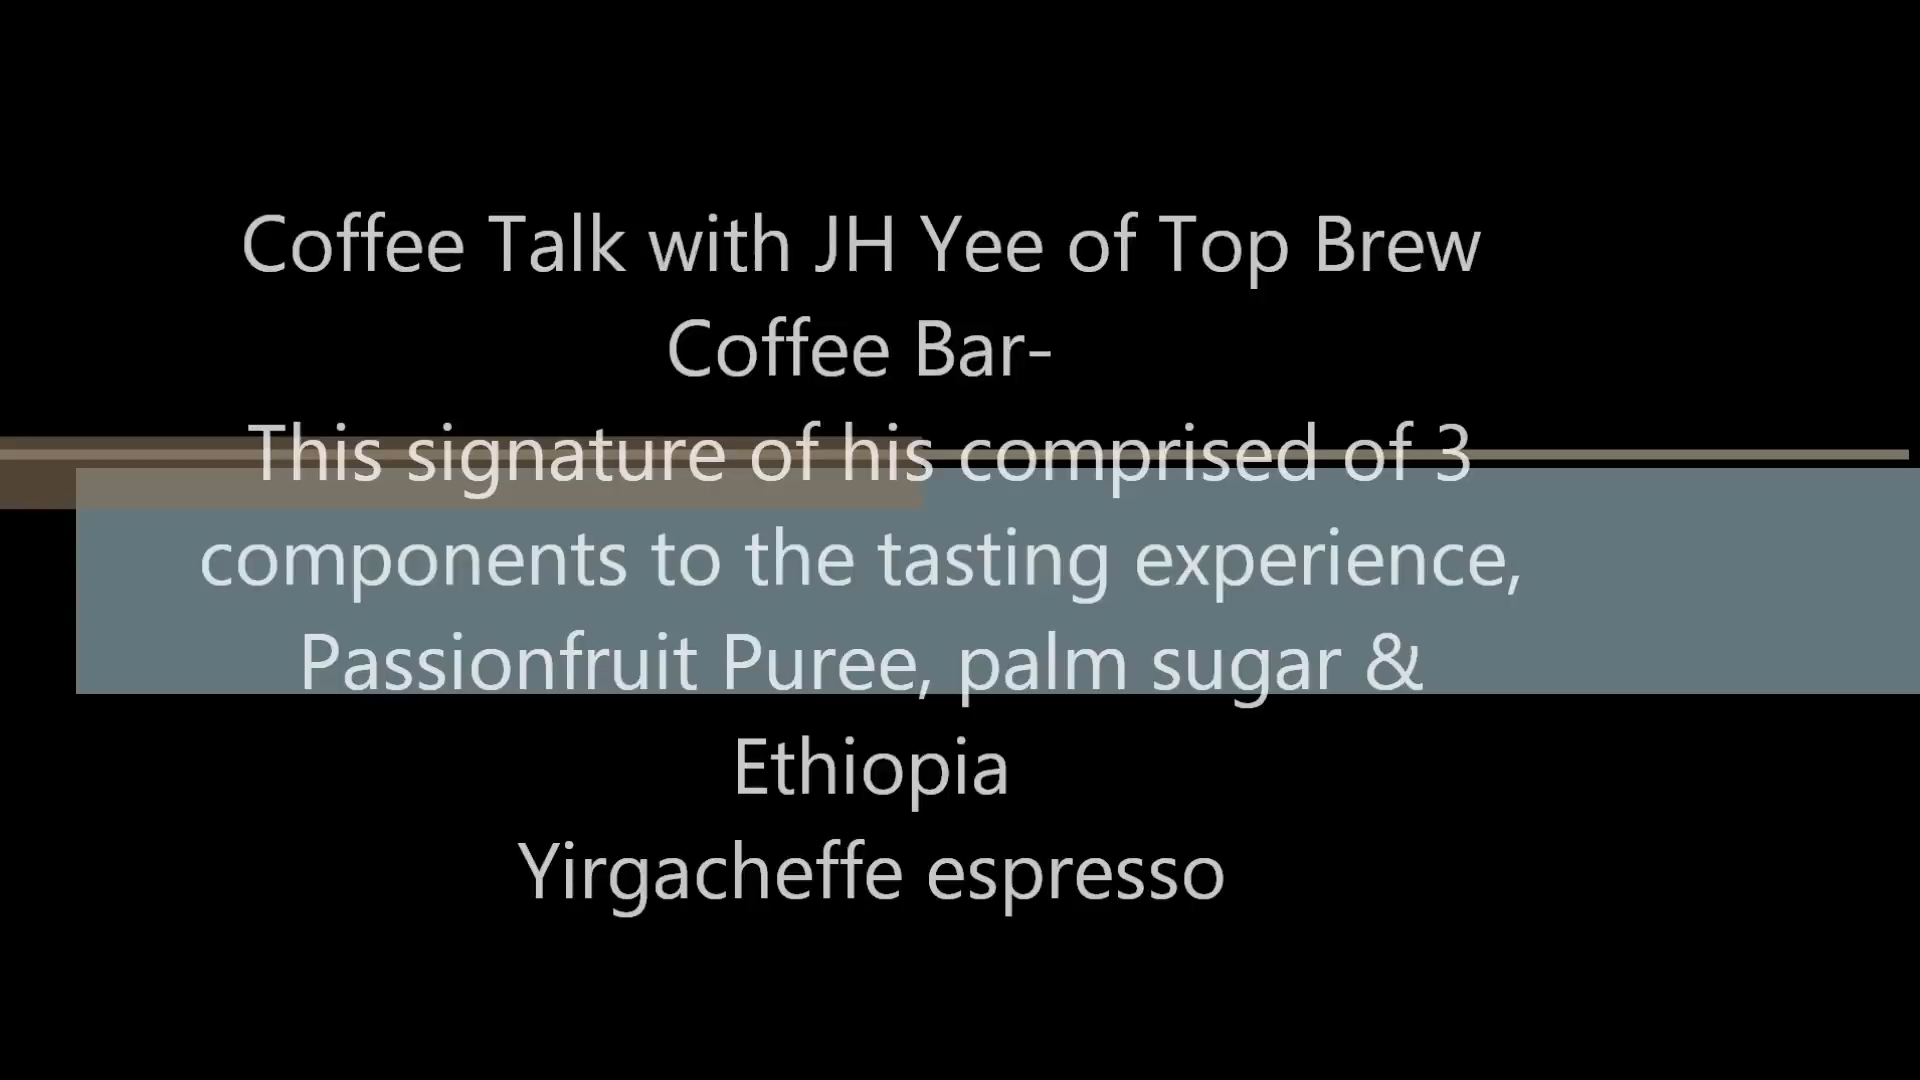 Coffee Talk with JH Yee of Top Brew
Coffee Bar-
This signature of his comprised of 3
components to the tasting experience,
Passionfruit Puree, palm sugar &
Ethiopia
Yirgacheffe espresso